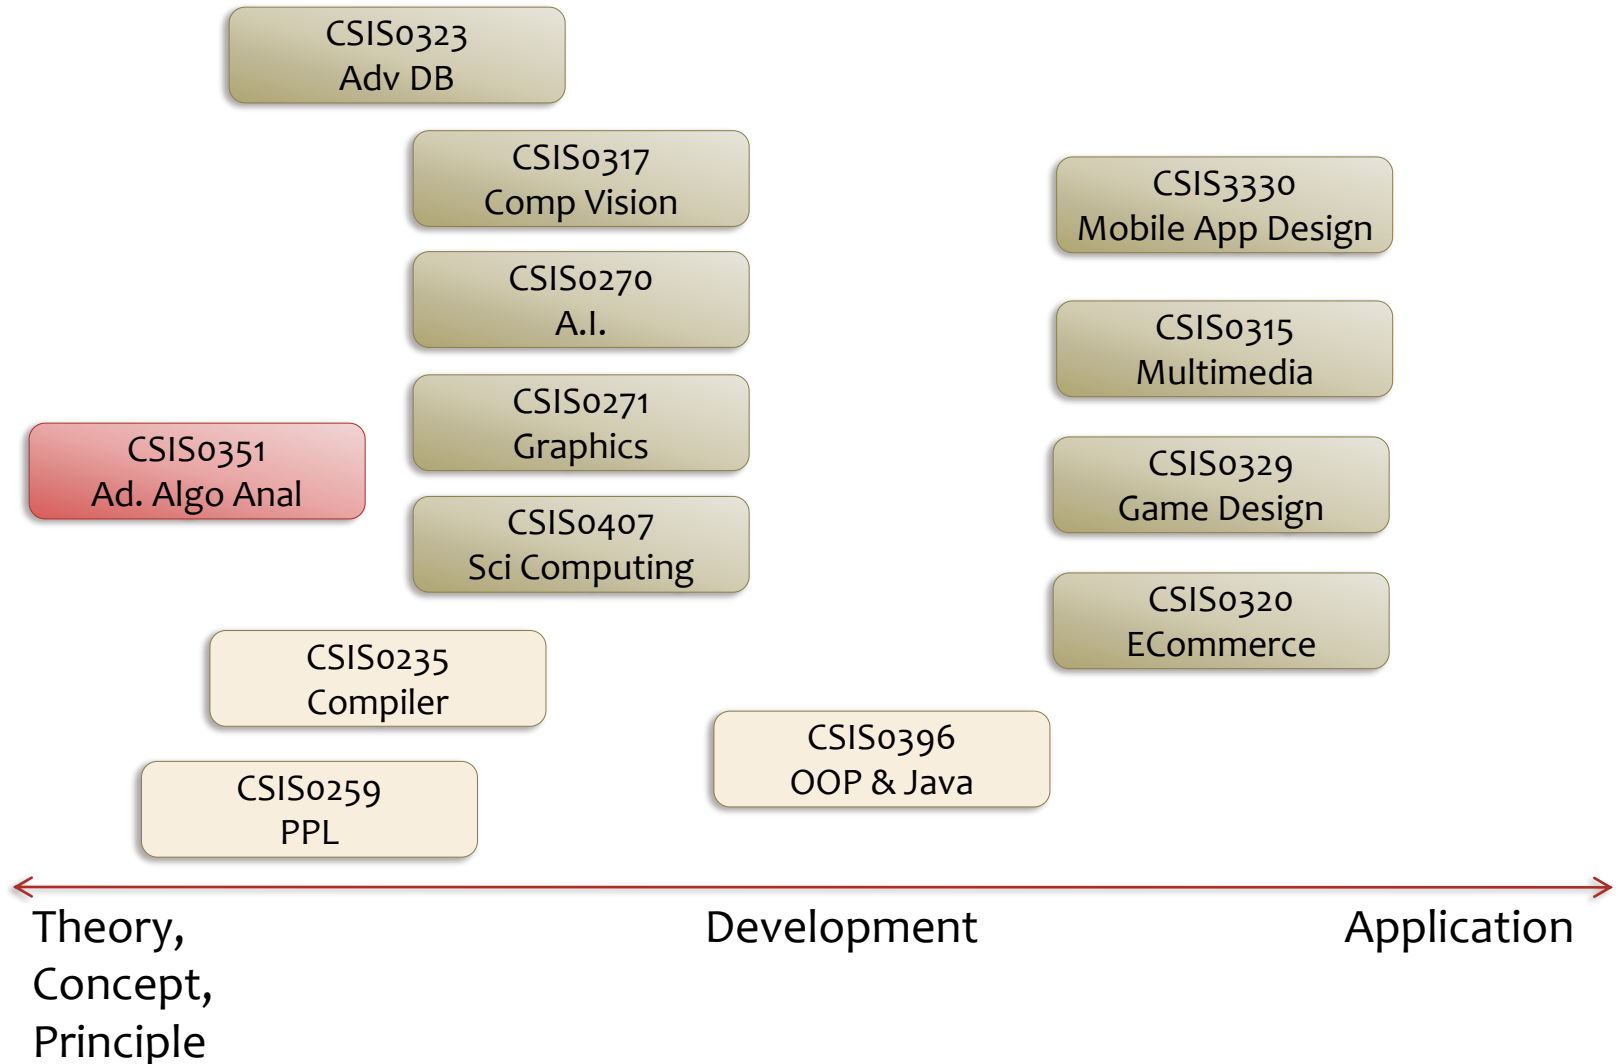 CSIS0323
Adv DB
CSIS0317
Comp Vision
CSIS3330
Mobile App Design
CSIS0270
A.I.
CSIS0315
Multimedia
CSIS0271
Graphics
CSIS0351
Ad. Algo Anal
CSIS0329
Game Design
CSIS0407
Sci Computing
CSIS0320
ECommerce
CSIS0235
Compiler
CSIS0396
OOP & Java
CSIS0259
PPL
Theory,
Concept,
Principle
Development
Application